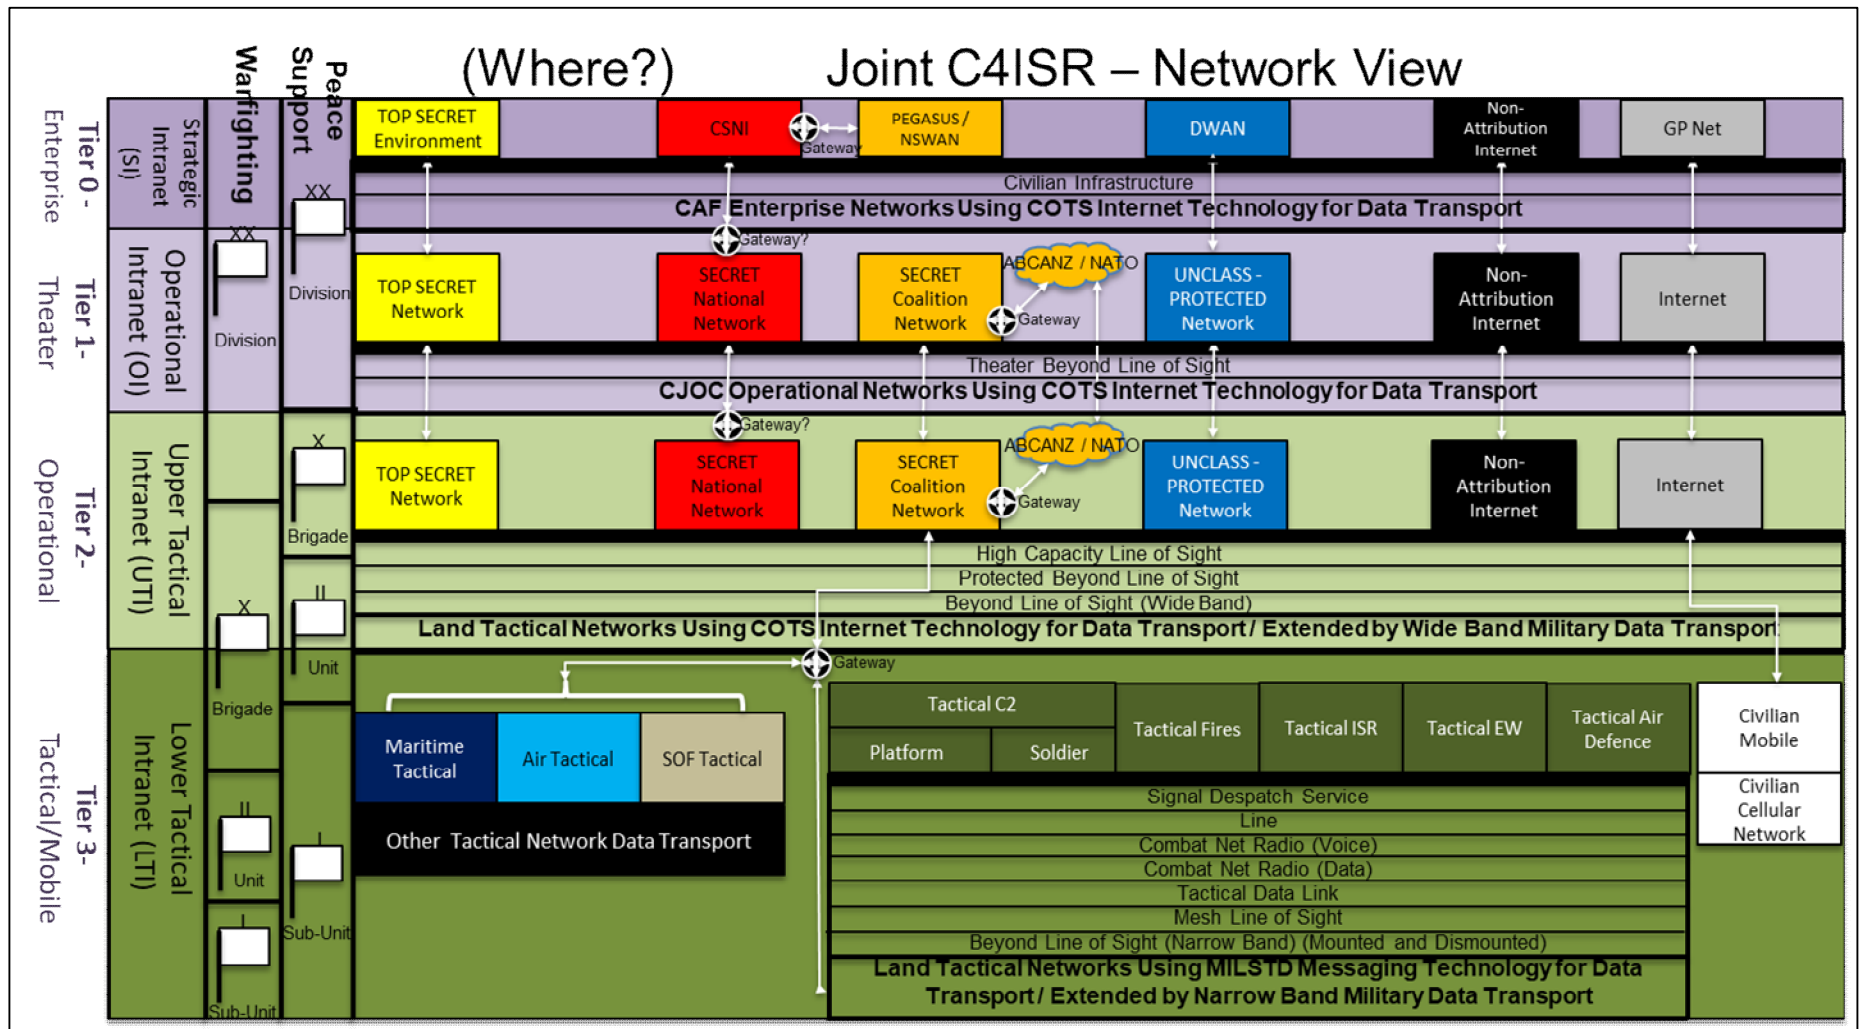 (Where?) Joint C4ISR – Network View
Warfighting
Peace
Support
Tier 0 -
Enterprise
Strategic
Intranet
(SI)
TOP SECRET
Environment
CSNI
Gateway
PEGASUS /
NSWAN
DWAN
Non-
Attribution
Internet
GP Net
Civilian Infrastructure
CAF Enterprise Networks Using COTS Internet Technology for Data Transport
XX
Division
XX
Division
Tier 1-
Theater
Operational
Intranet (OI)
Gateway?
TOP SECRET
Network
SECRET
National
Network
SECRET
Coalition
Network
ABCANZ / NATO
Gateway
UNCLASS -
PROTECTED
Network
Non-
Attribution
Internet
Internet
Theater Beyond Line of Sight
CJOC Operational Networks Using COTS Internet Technology for Data Transport
Tier 2-
Operational
Upper Tactical
Intranet (UTI)
X
Brigade
II
Unit
X
Brigade
Gateway?
TOP SECRET
Network
SECRET
National
Network
SECRET
Coalition
Network
ABCANZ / NATO
Gateway
UNCLASS -
PROTECTED
Network
Non-
Attribution
Internet
Internet
High Capacity Line of Sight
Protected Beyond Line of Sight
Beyond Line of Sight (Wide Band)
Land Tactical Networks Using COTS Internet Technology for Data Transport / Extended by Wide Band Military Data Transport
Tier 3-
Tactical/Mobile
Lower Tactical
Intranet (LTI)
II
Unit
I
Sub-Unit
I
Sub-Unit
Gateway
Maritime
Tactical
Air Tactical
SOF Tactical
Other Tactical Network Data Transport
Tactical C2
Platform
Soldier
Tactical Fires
Tactical ISR
Tactical EW
Tactical Air
Defence
Civilian
Mobile
Civilian
Cellular
Network
Signal Despatch Service
Line
Combat Net Radio (Voice)
Combat Net Radio (Data)
Tactical Data Link
Mesh Line of Sight
Beyond Line of Sight (Narrow Band) (Mounted and Dismounted)
Land Tactical Networks Using MILSTD Messaging Technology for Data
Transport / Extended by Narrow Band Military Data Transport